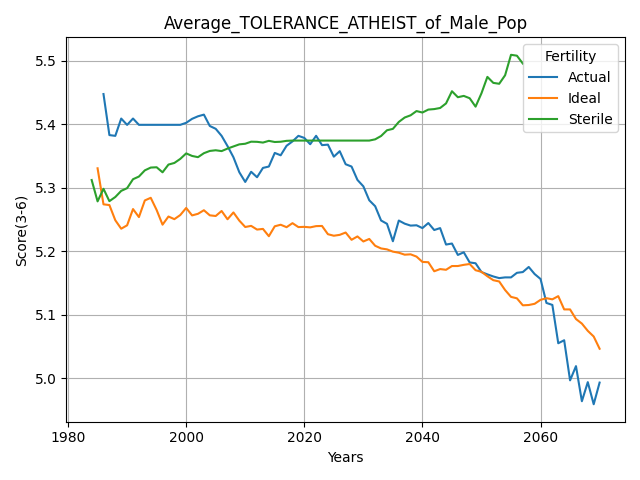 Average_TOLERANCE_ATHEIST_of_Male_Pop
Score(3-6)
5.5
5.4
5.3
5.2
5.1
5.0
Fertility
Actual
Ideal
Sterile
1980 2000 2020 2040 2060
Years